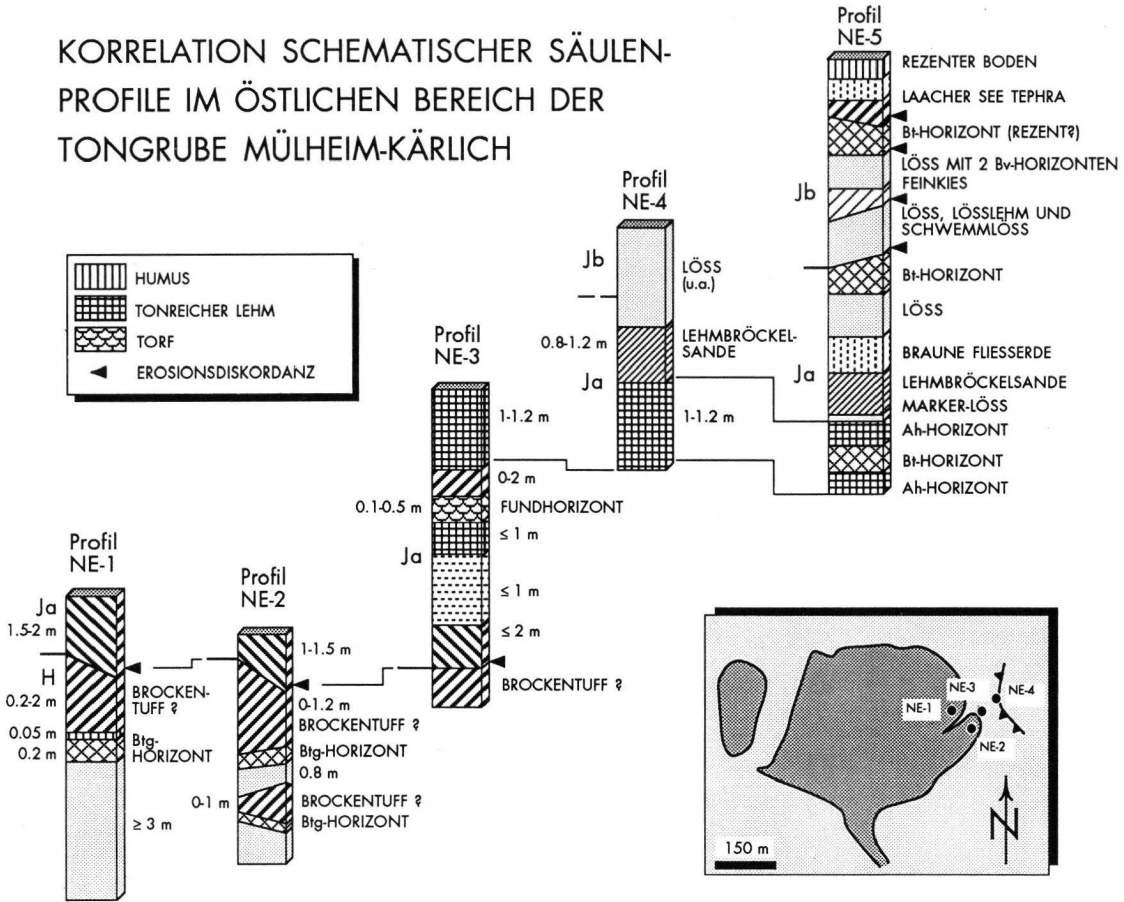 KORRELATION SCHEMATISCHER SÄULEN-
PROFILE IM ÖSTLICHEN BEREICH DER
TONGRUBE MÜLHEIM-KÄRLICH
HUMUS
TONREICHER LEHM
TORF
EROSIONSDISKORDANZ
Profil
NE-1
Ja
1.5-2 m
H
0.2-2 m
0.05 m
0.2 m
BROCKEN-
TUFF ?
Btg-
HORIZONT
≥ 3 m
Profil
NE-2
1-1.5 m
0-1.2 m
BROCKENTUFF ?
Btg-HORIZONT
0.8 m
0-1 m
BROCKENTUFF ?
Btg-HORIZONT
Profil
NE-3
1-1.2 m
0-2 m
0.1-0.5 m
FUNDHORIZONT
≤ 1 m
Ja
≤ 1 m
≤ 2 m
BROCKENTUFF ?
Profil
NE-4
Jb
LÖSS
(u.a.)
0.8-1.2 m
LEHMBRÖCKEL-
SANDE
Ja
1-1.2 m
Profil
NE-5
REZENTER BODEN
LAACHER SEE TEPHRA
Bt-HORIZONT (REZENT?)
LÖSS MIT 2 Bv-HORIZONTEN
FEINKIES
Jb
LÖSS, LÖSSLEHM UND
SCHWEMMLÖSS
Bt-HORIZONT
LÖSS
BRAUNE FLIESSERDE
Ja
LEHMBRÖCKELSANDE
MARKER-LÖSS
Ah-HORIZONT
Bt-HORIZONT
Ah-HORIZONT
NE-3
NE-4
NE-1
NE-2
N
150 m